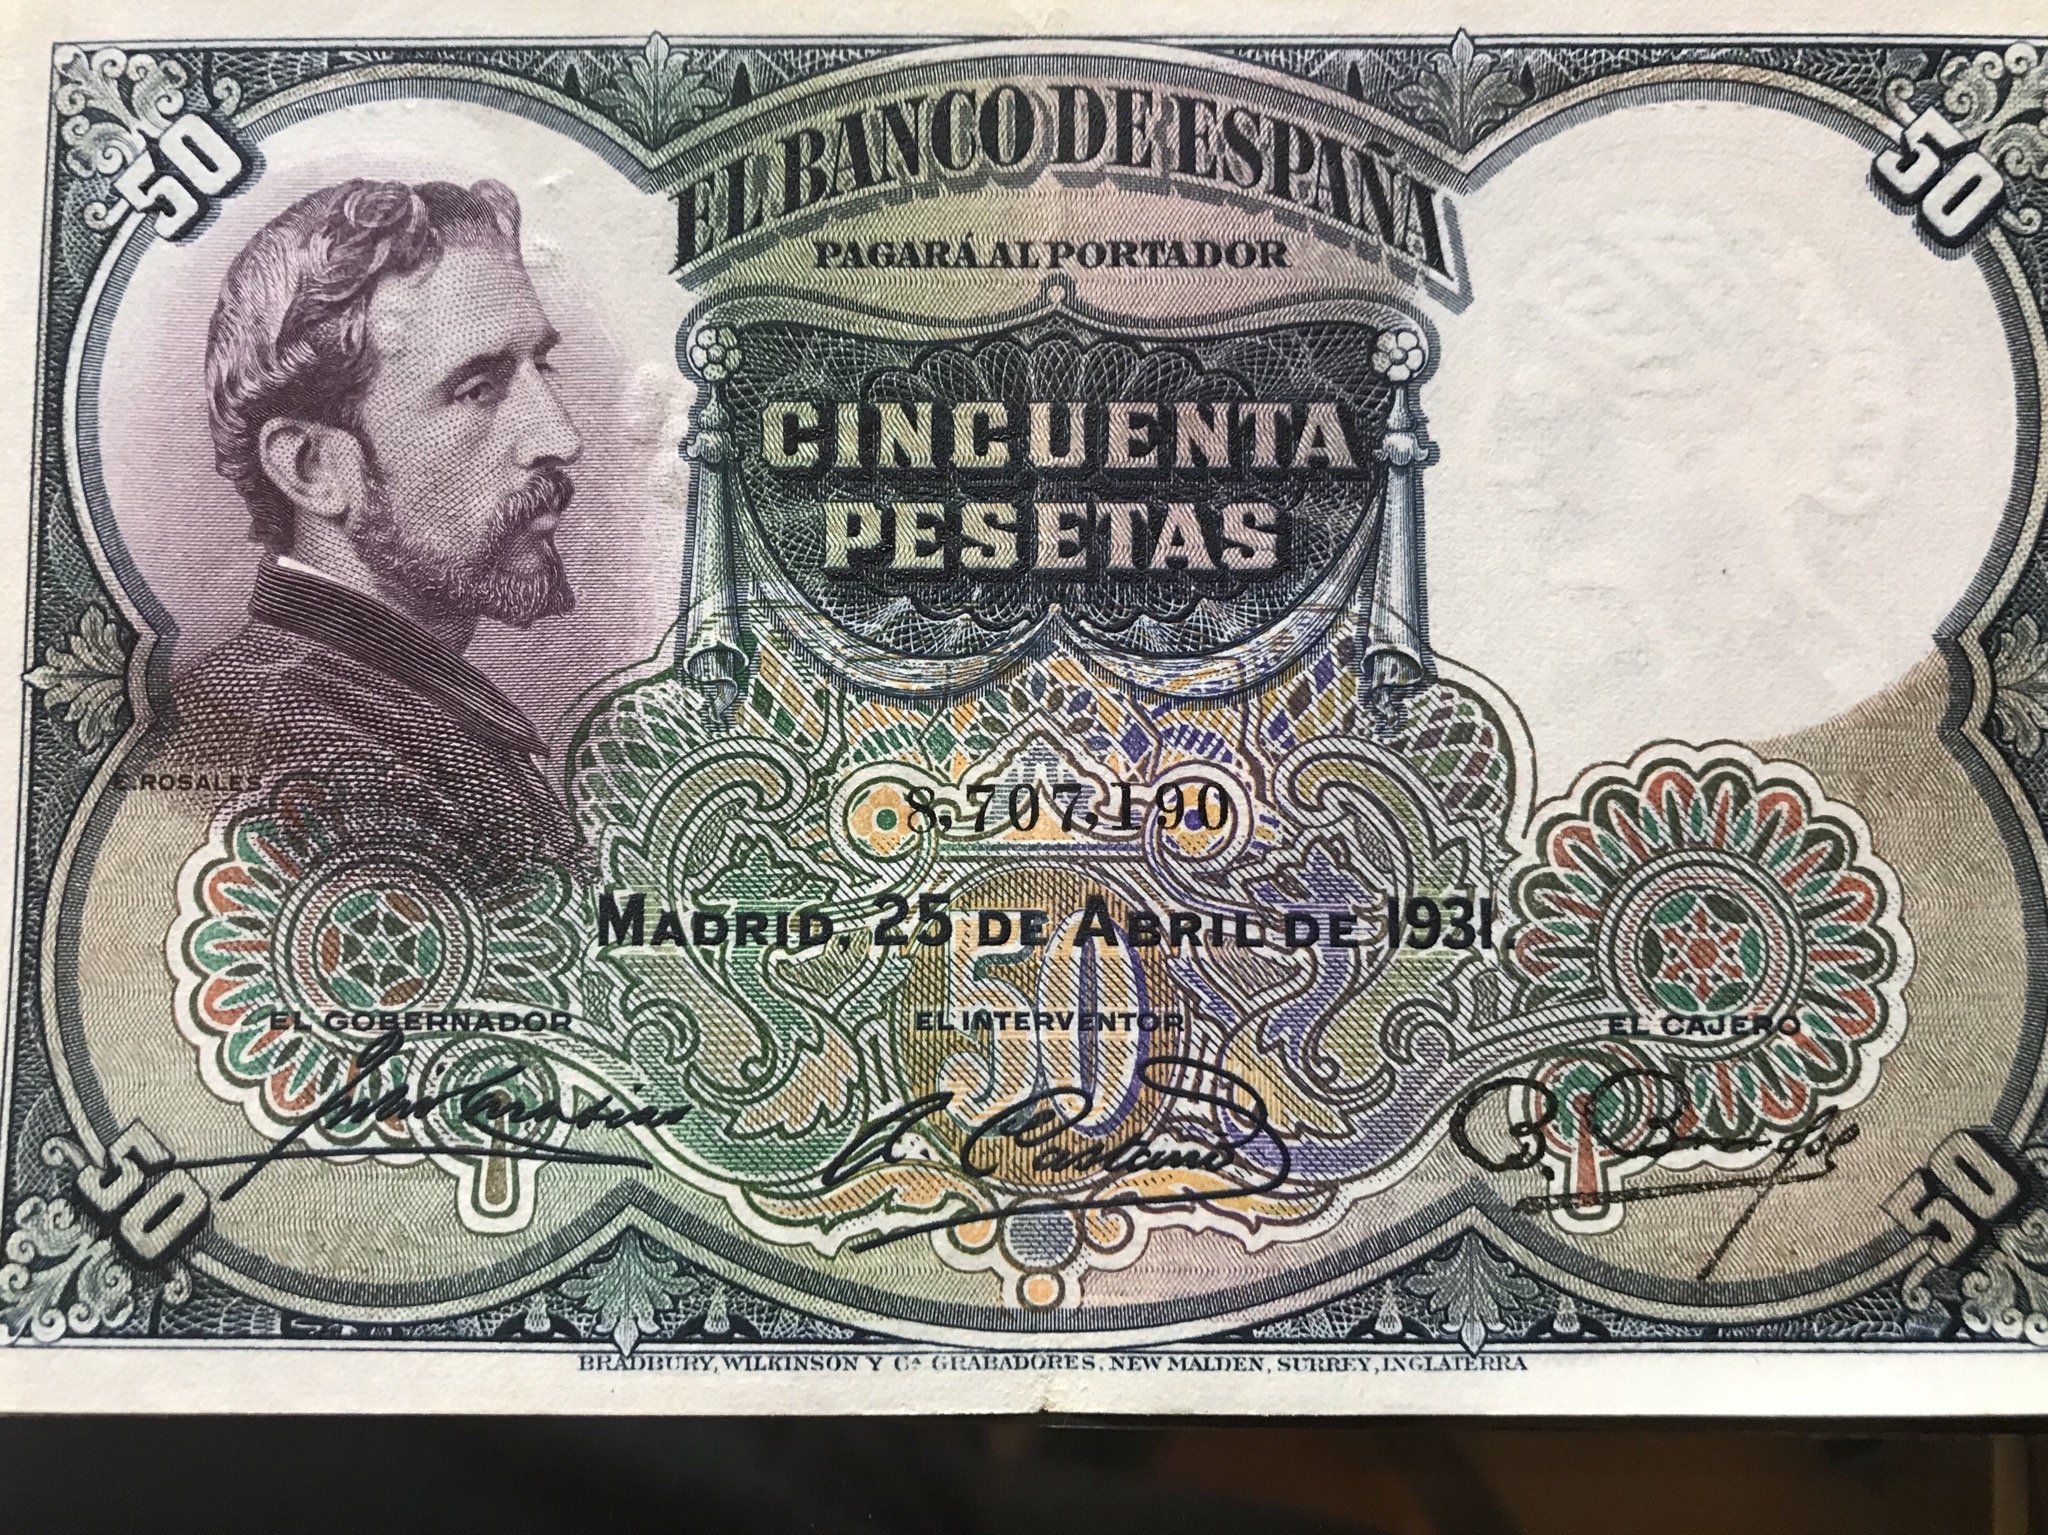 50 50
EL BANCO DE ESPAÑA
PAGARÁ AL PORTADOR
CINCUENTA
PESETAS
E. ROSALES
8,707,190
MADRID, 25 DE ABRIL DE 1931.
50
EL GOBERNADOR EL INTERVENTOR EL CAJERO
50 50
BRADBURY, WILKINSON Y Cª GRABADORES, NEW MALDEN, SURREY, INGLATERRA